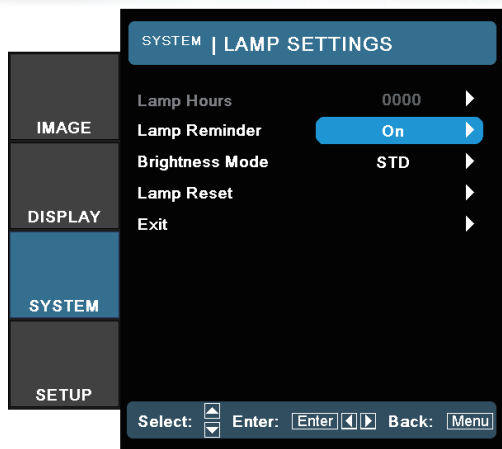 SYSTEM | LAMP SETTINGS
IMAGE
DISPLAY
SYSTEM
SETUP
Lamp Hours 0000
Lamp Reminder On
Brightness Mode STD
Lamp Reset
Exit
Select: Enter: Enter Back: Menu